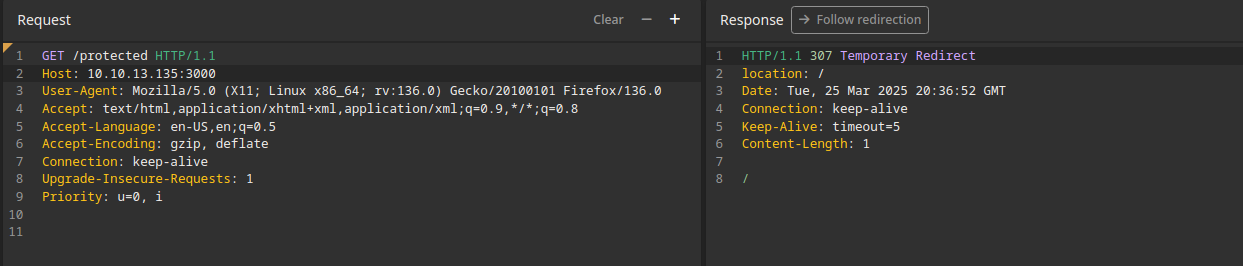 Request
Clear − +
1 GET /protected HTTP/1.1
2 Host: 10.10.13.135:3000
3 User-Agent: Mozilla/5.0 (X11; Linux x86_64; rv:136.0) Gecko/20100101 Firefox/136.0
4 Accept: text/html,application/xhtml+xml,application/xml;q=0.9,*/*;q=0.8
5 Accept-Language: en-US,en;q=0.5
6 Accept-Encoding: gzip, deflate
7 Connection: keep-alive
8 Upgrade-Insecure-Requests: 1
9 Priority: u=0, i
10
11
Response → Follow redirection
1 HTTP/1.1 307 Temporary Redirect
2 location: /
3 Date: Tue, 25 Mar 2025 20:36:52 GMT
4 Connection: keep-alive
5 Keep-Alive: timeout=5
6 Content-Length: 1
7
8 /